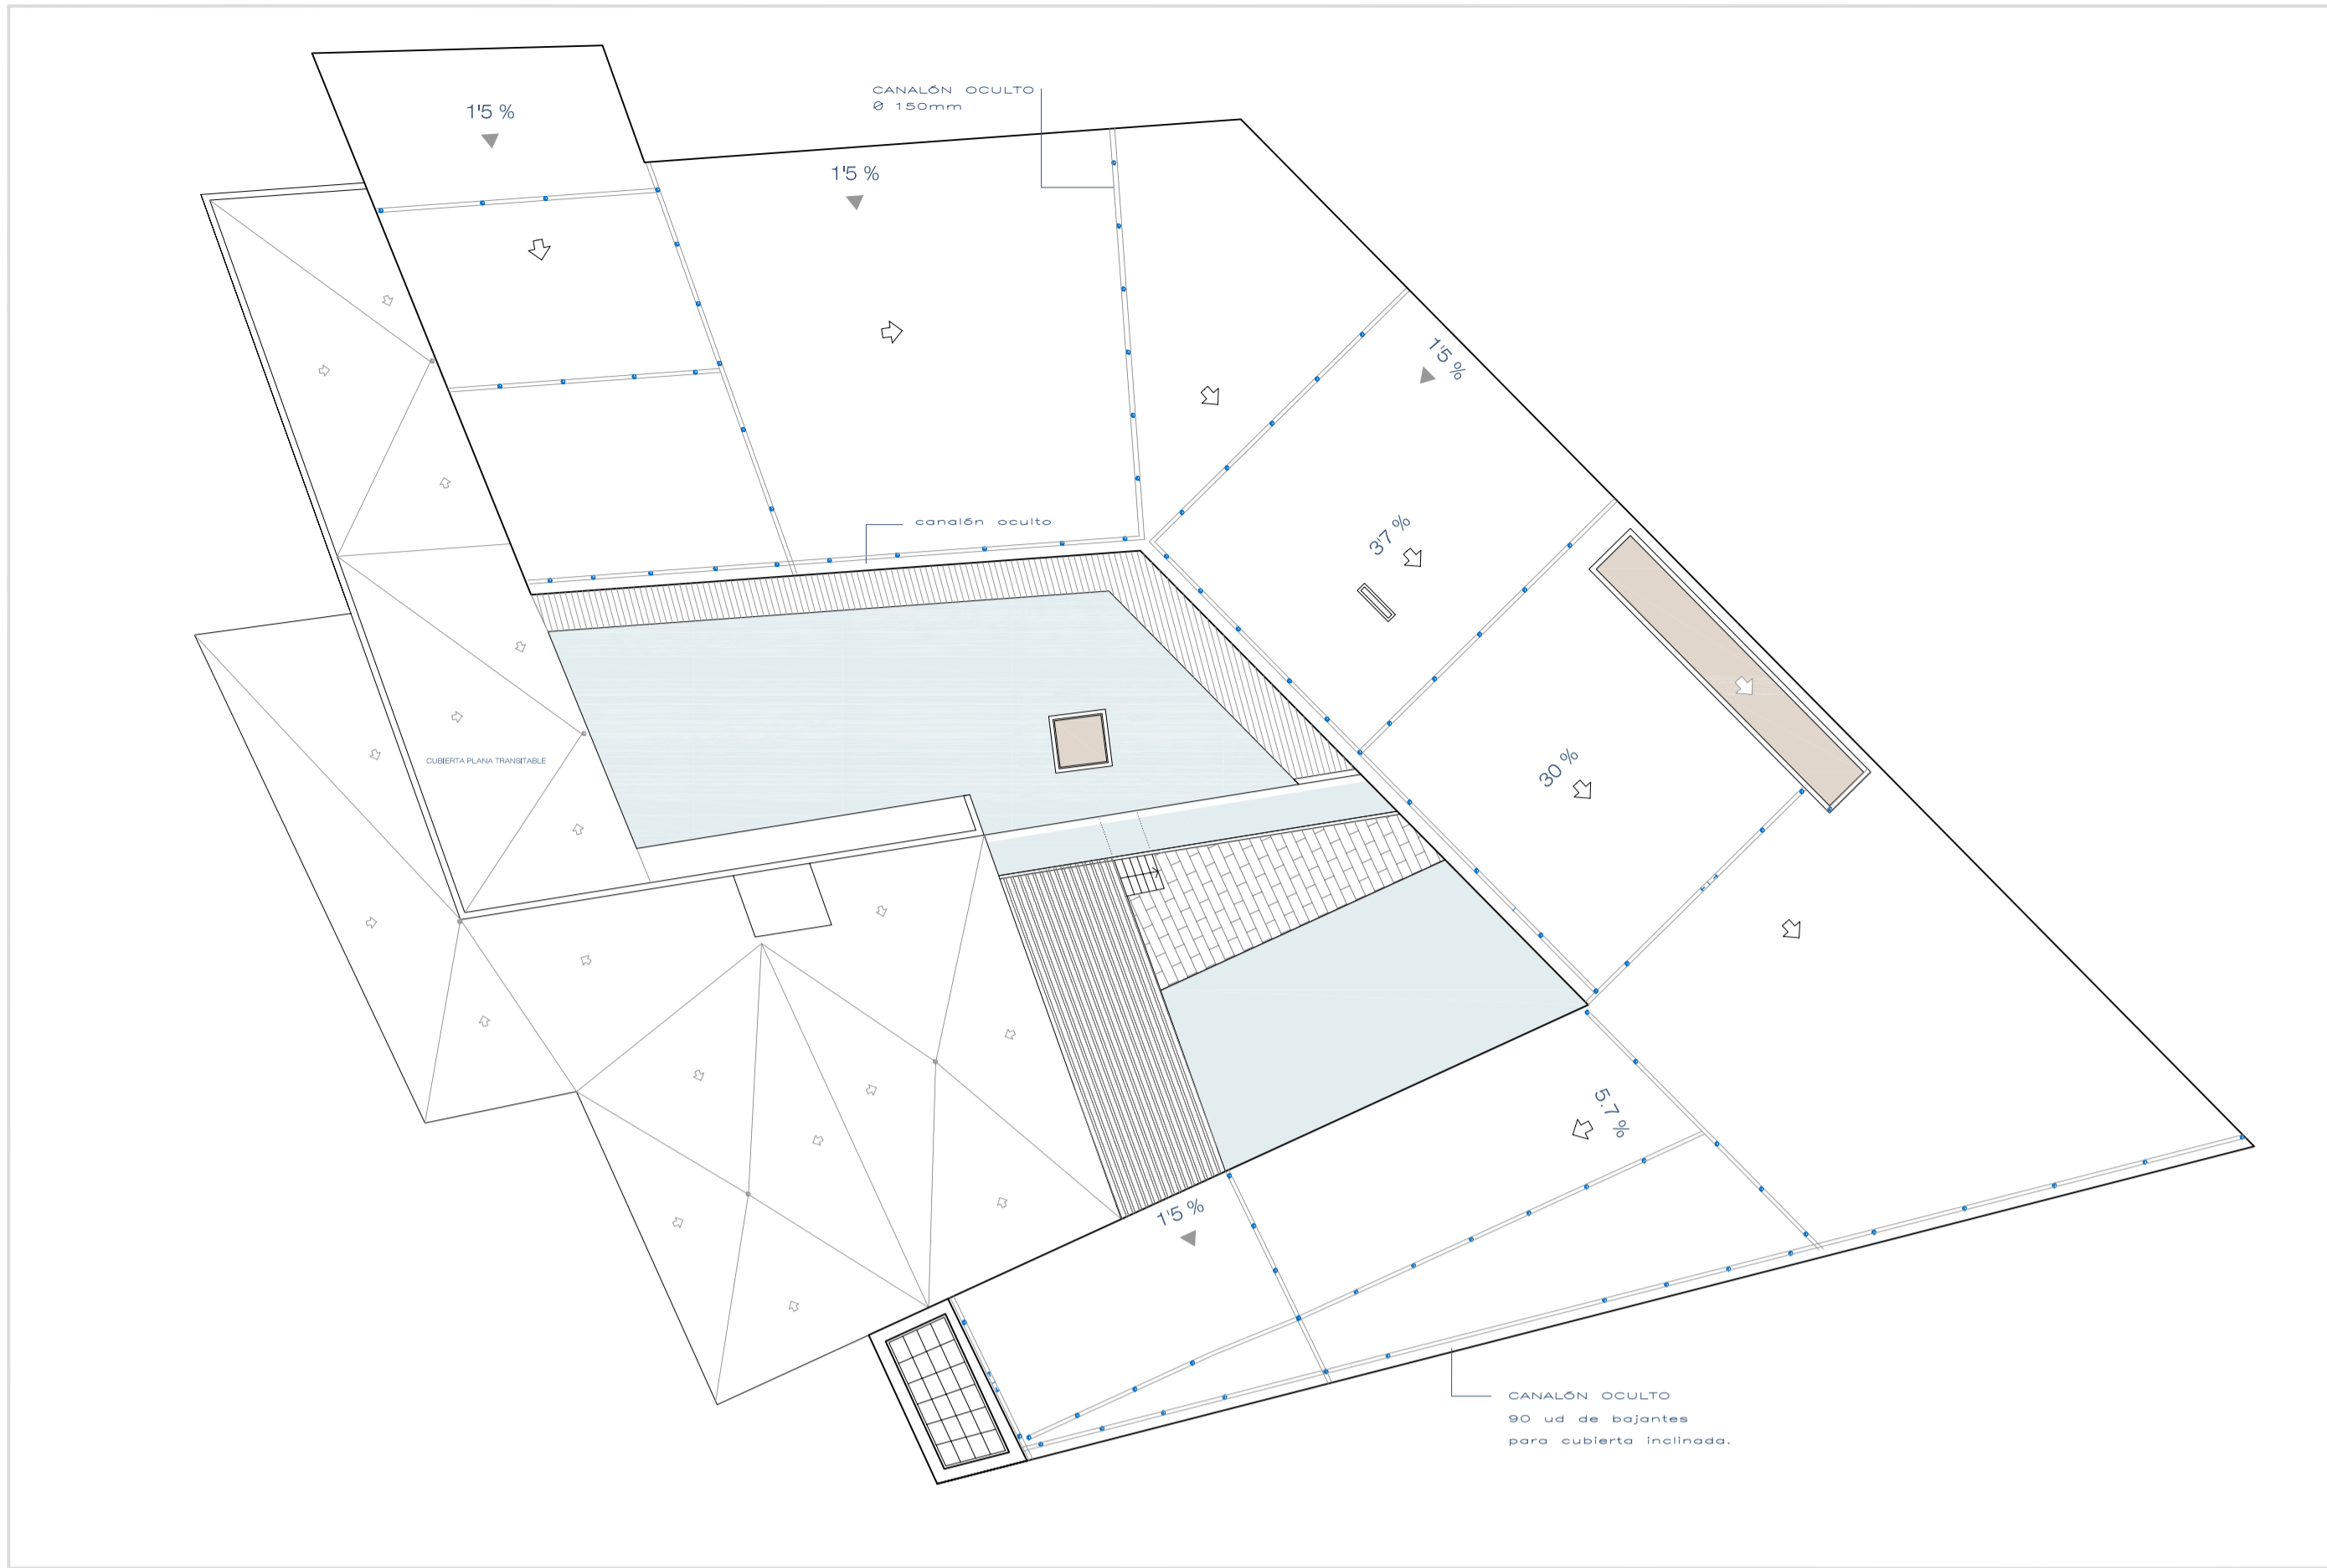 CANALÓN OCULTO
Ø 150mm
1'5 %
1'5 %
1'5 %
canalón oculto
3'7 %
30 %
CUBIERTA PLANA TRANSITABLE
5.7 %
1'5 %
CANALÓN OCULTO
90 ud de bajantes
para cubierta inclinada.